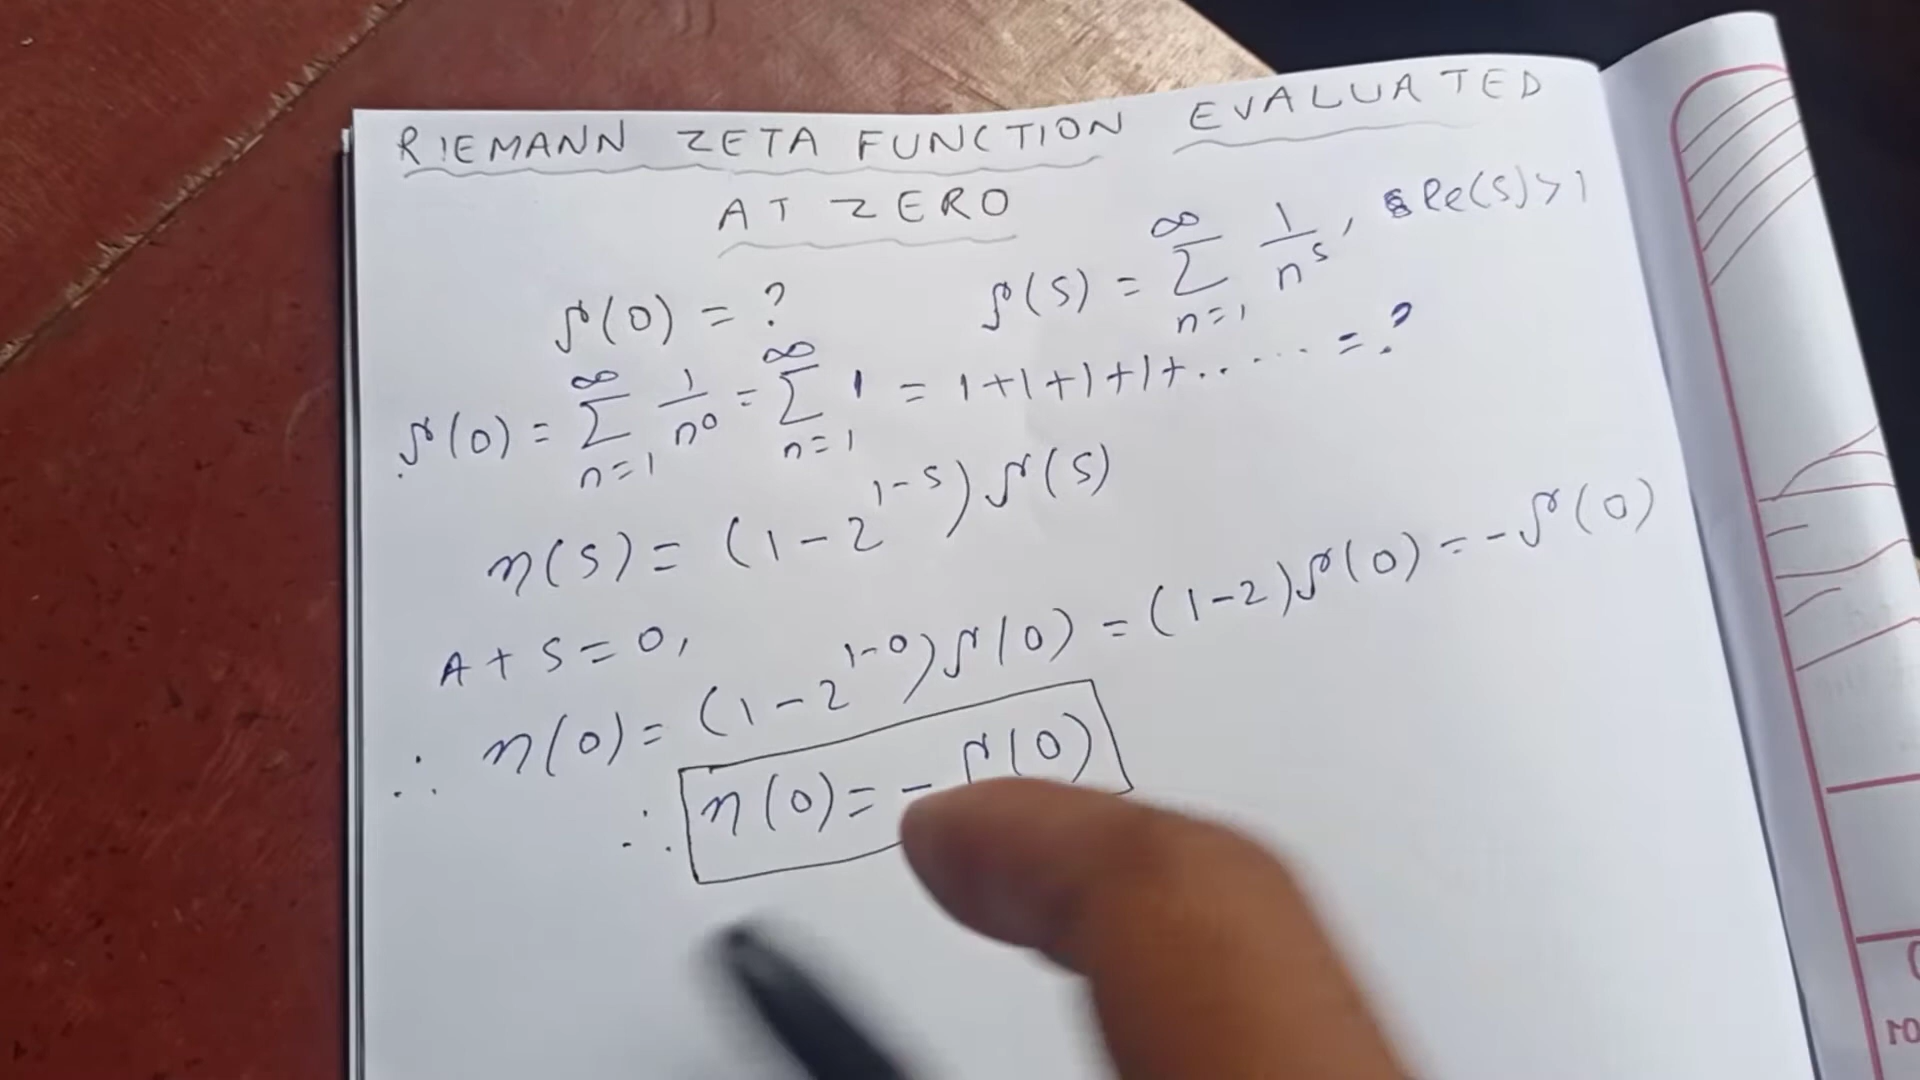 RIEMANN ZETA FUNCTION EVALUATED
AT ZERO
ζ(0) = ? ζ(s) = ∑_{n=1}^{∞} 1/n^s, Re(s)>1
ζ(0) = ∑_{n=1}^{∞} 1/n^0 = ∑_{n=1}^{∞} 1 = 1+1+1+1+...... = ?
η(s) = (1-2^{1-s}) ζ(s)
At s=0,
∴ η(0) = (1-2^{1-0}) ζ(0) = (1-2) ζ(0) = -ζ(0)
∴ η(0) = -ζ(0)